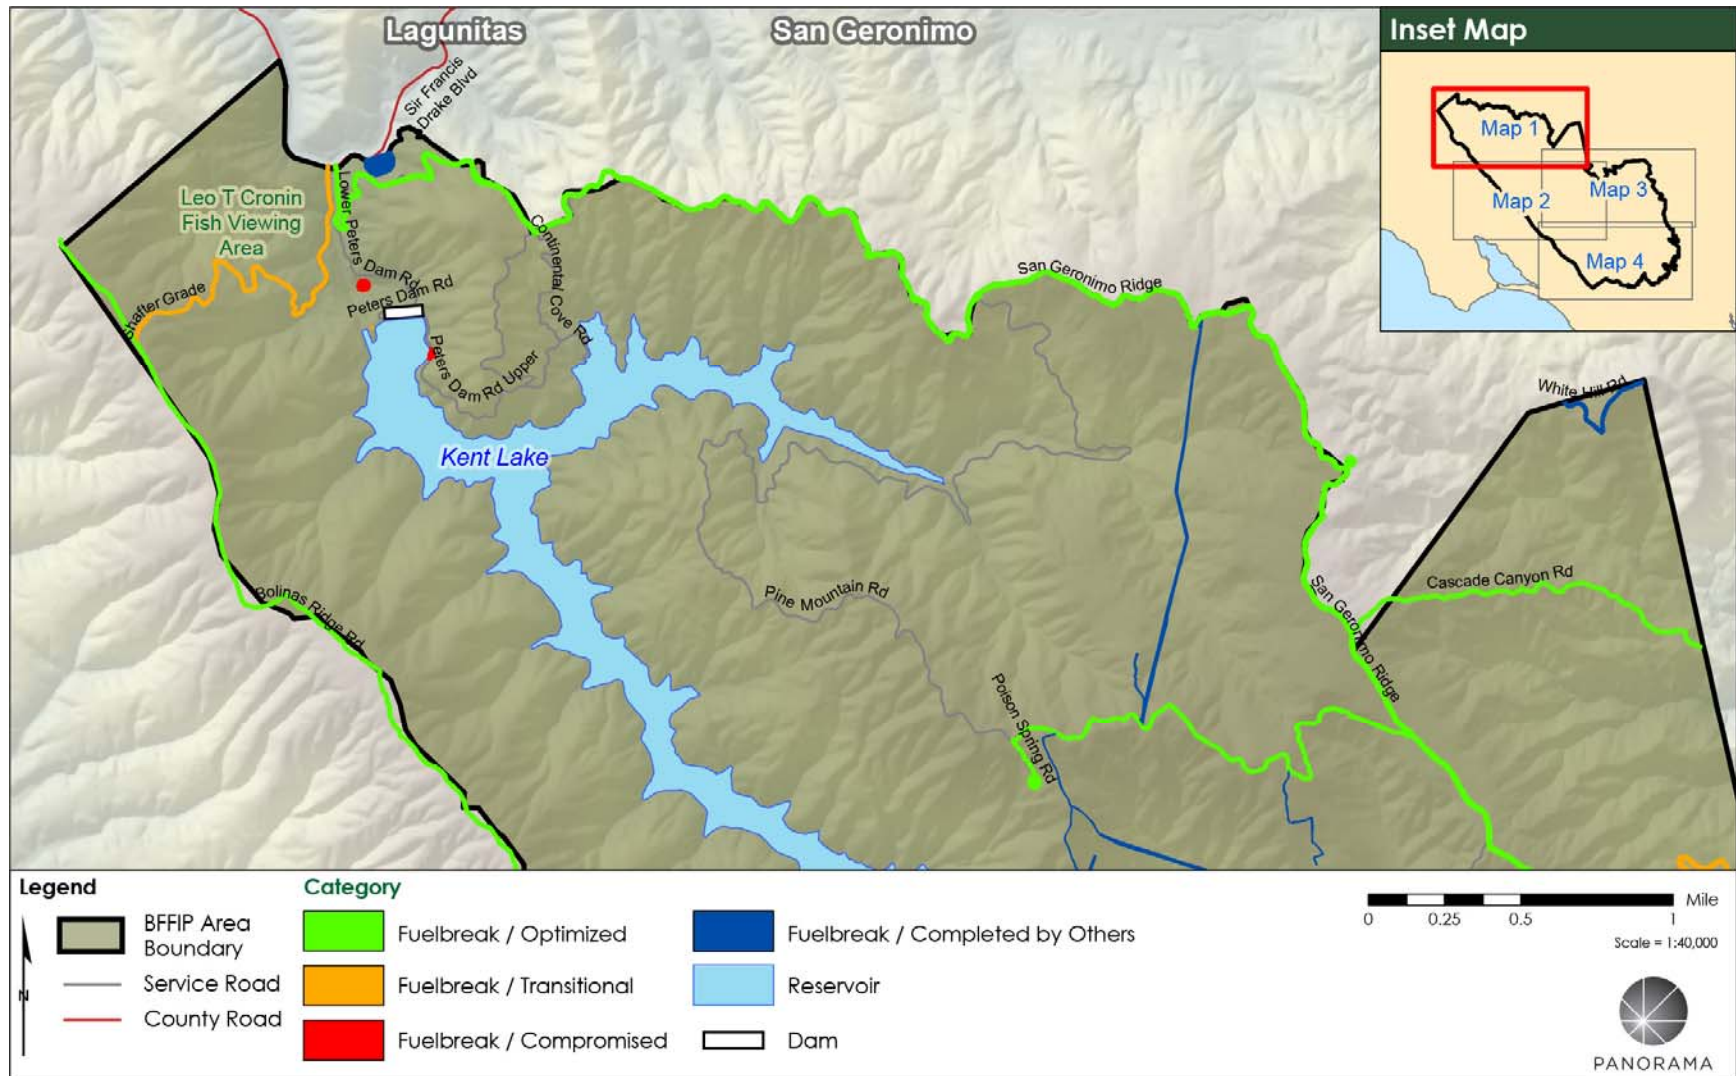 Lagunitas
San Geronimo
Inset Map
Map 1
Map 3
Map 2
Map 4
Sir Francis
Drake Blvd
Leo T Cronin
Fish Viewing
Area
Lower Peters
Dam Rd
Peters Dam Rd
Shafter Grade
Continental Cove Rd
Peters Dam Rd Upper
San Geronimo Ridge
White Hill Rd
Kent Lake
Cascade Canyon Rd
Pine Mountain Rd
Bolinas Ridge Rd
San Geronimo Ridge
Poison Spring Rd
Legend
BFFIP Area
Boundary
Service Road
County Road
N
Category
Fuelbreak / Optimized
Fuelbreak / Transitional
Fuelbreak / Compromised
Fuelbreak / Completed by Others
Reservoir
Dam
Mile
0 0.25 0.5 1
Scale = 1:40,000
PANORAMA